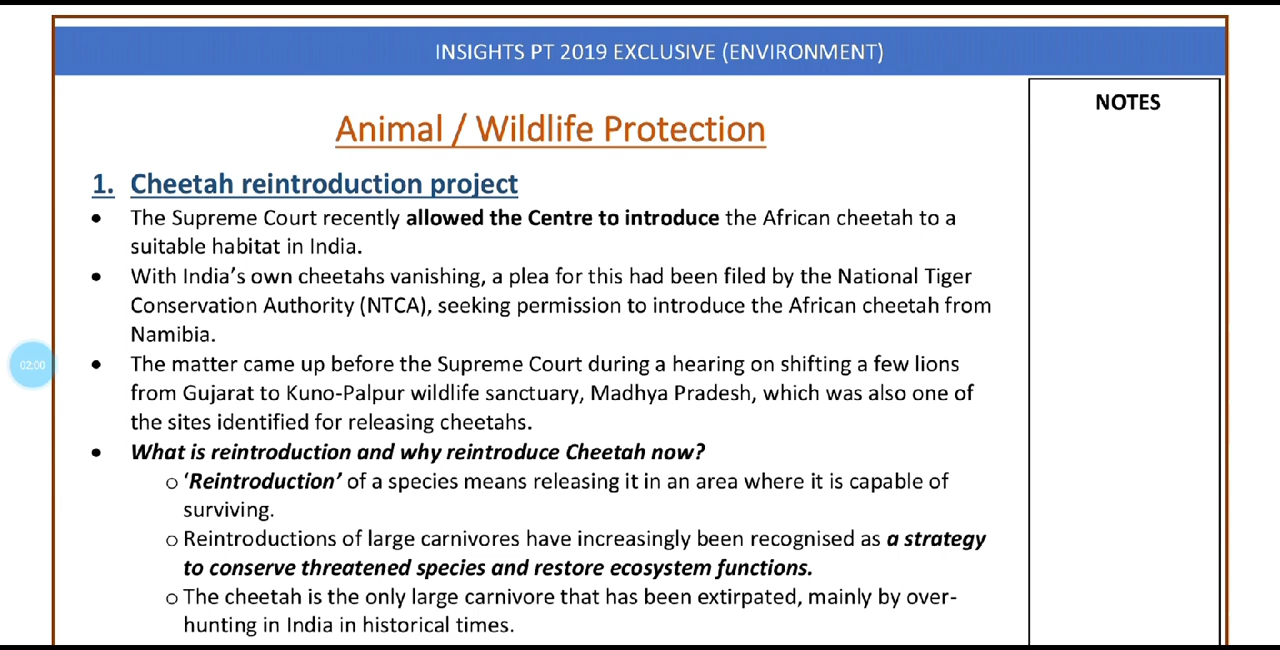 INSIGHTS PT 2019 EXCLUSIVE (ENVIRONMENT)
NOTES
Animal / Wildlife Protection
1. Cheetah reintroduction project
• The Supreme Court recently allowed the Centre to introduce the African cheetah to a
suitable habitat in India.
• With India's own cheetahs vanishing, a plea for this had been filed by the National Tiger
Conservation Authority (NTCA), seeking permission to introduce the African cheetah from
Namibia.
02:00
• The matter came up before the Supreme Court during a hearing on shifting a few lions
from Gujarat to Kuno-Palpur wildlife sanctuary, Madhya Pradesh, which was also one of
the sites identified for releasing cheetahs.
• What is reintroduction and why reintroduce Cheetah now?
o 'Reintroduction' of a species means releasing it in an area where it is capable of
surviving.
o Reintroductions of large carnivores have increasingly been recognised as a strategy
to conserve threatened species and restore ecosystem functions.
o The cheetah is the only large carnivore that has been extirpated, mainly by over-
hunting in India in historical times.